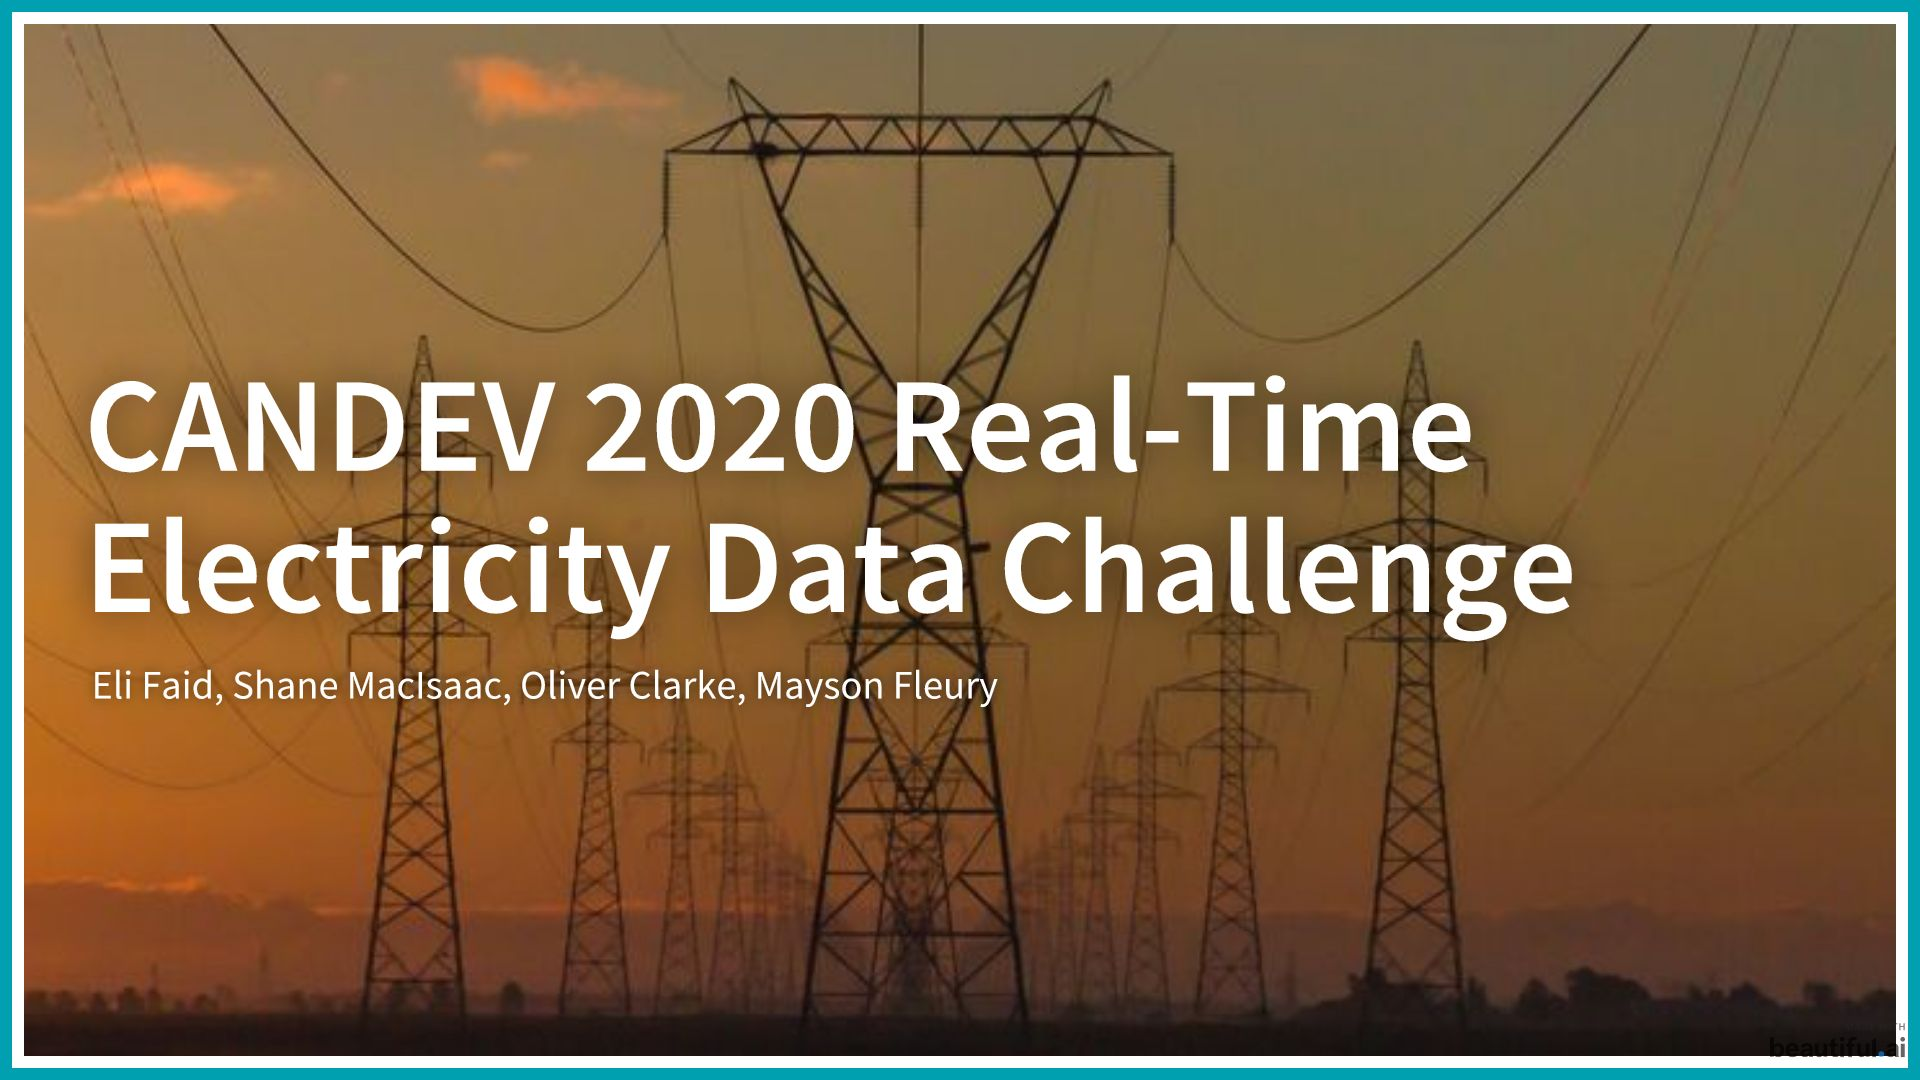 CANDEV 2020 Real-Time
Electricity Data Challenge
Eli Faid, Shane MacIsaac, Oliver Clarke, Mayson Fleury
beautiful.ai